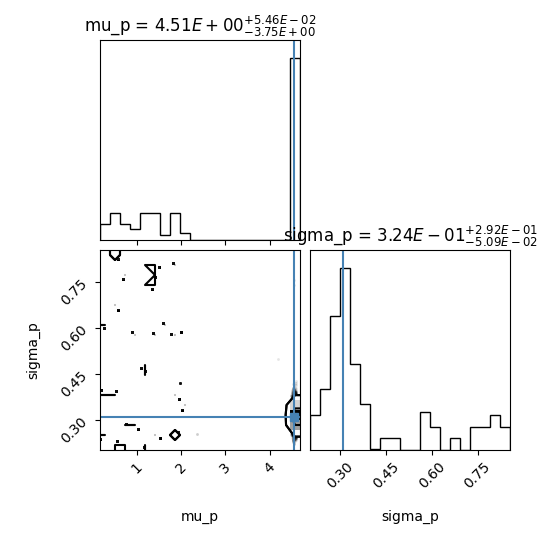 mu_p = 4.51E + 00+5.46E − 02−3.75E + 00
sigma_p = 3.24E − 01+2.92E − 01−5.09E − 02
0.75
0.60
0.45
0.30
sigma_p
1 2 3 4
0.30 0.45 0.60 0.75
mu_p
sigma_p